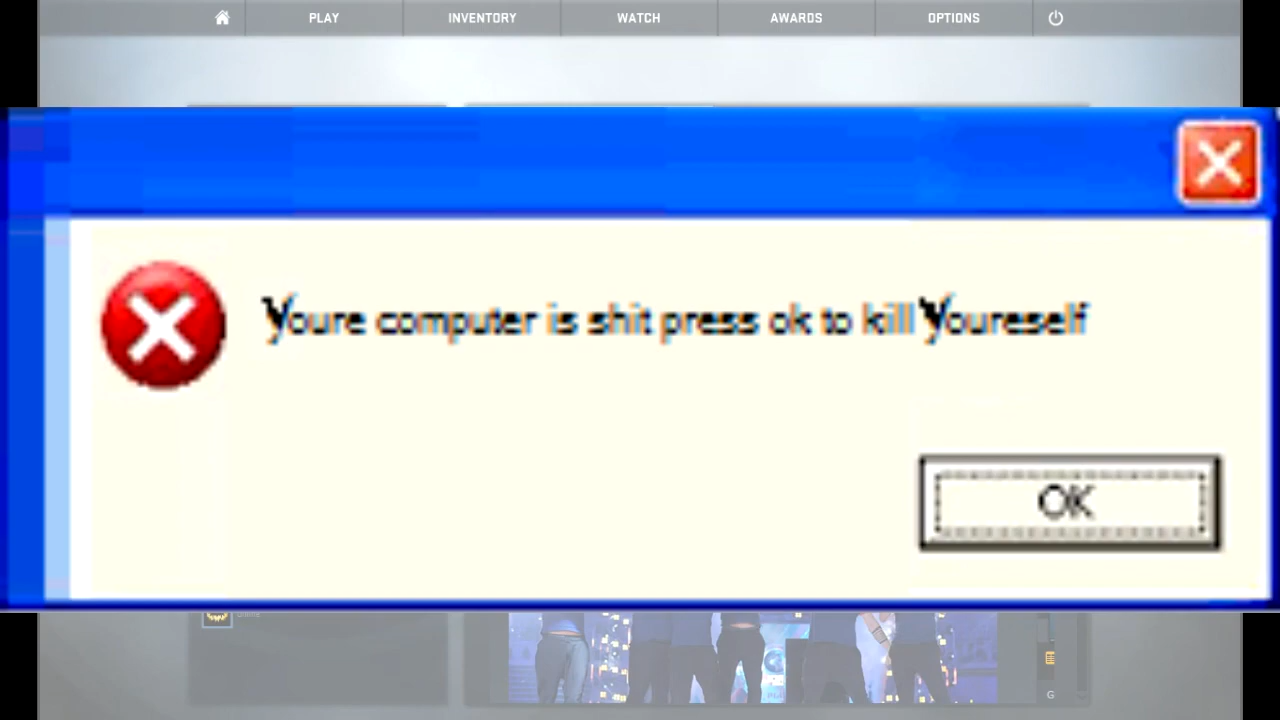 PLAY INVENTORY WATCH AWARDS OPTIONS
Youre computer is shit press ok to kill Youreself
OK
G